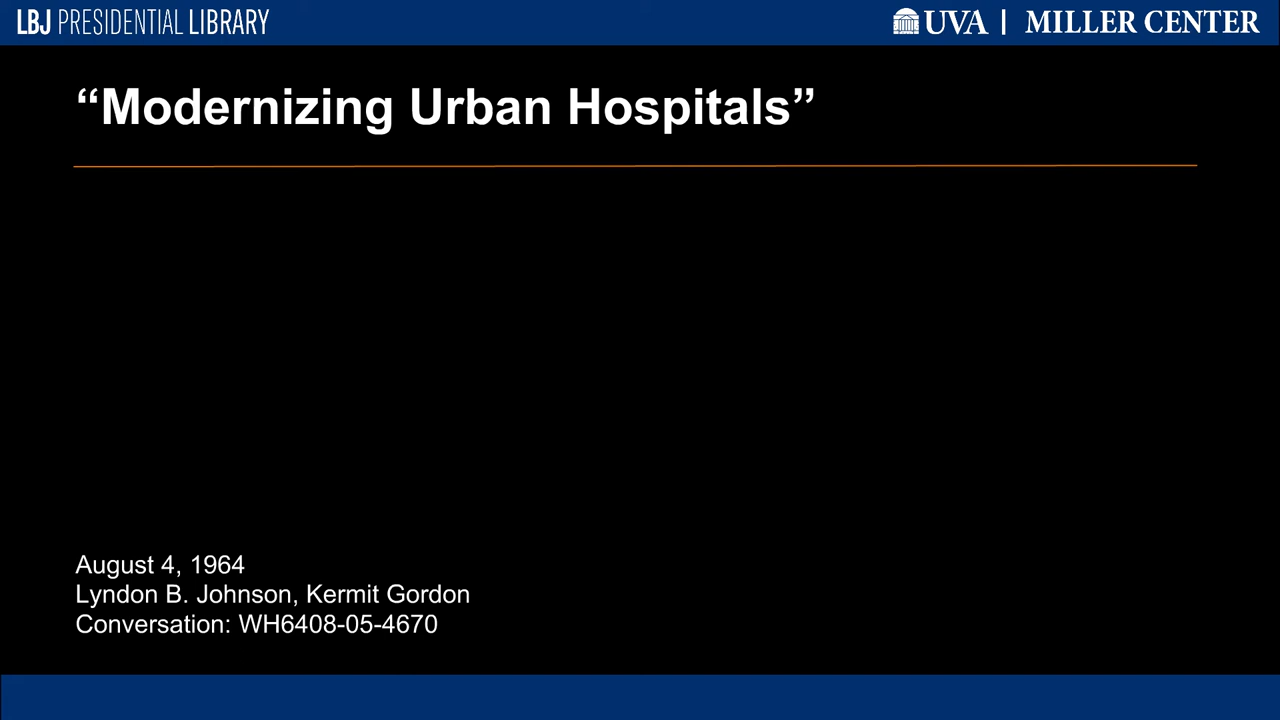 LBJ PRESIDENTIAL LIBRARY
UVA | MILLER CENTER
“Modernizing Urban Hospitals”
August 4, 1964
Lyndon B. Johnson, Kermit Gordon
Conversation: WH6408-05-4670